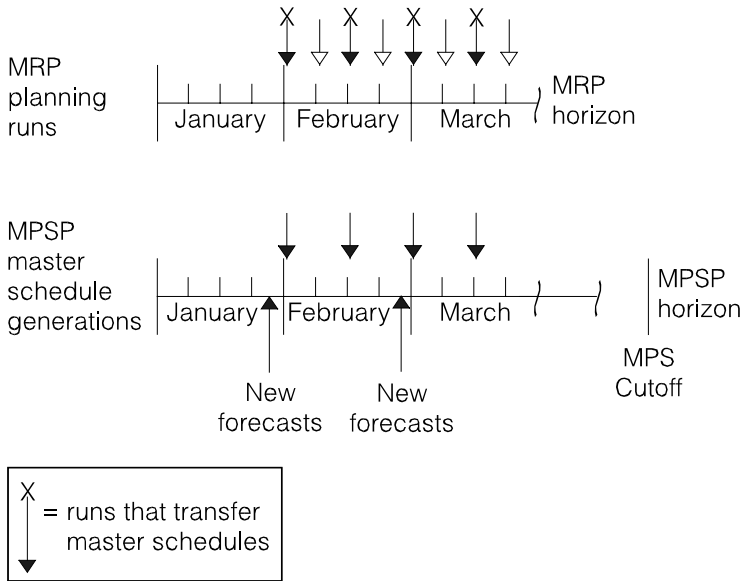 X X X X
MRP
planning
runs
January February March
MRP
horizon
MPSP
master
schedule
generations
January February March
MPSP
horizon
MPS
Cutoff
New
forecasts
New
forecasts
X
= runs that transfer
master schedules